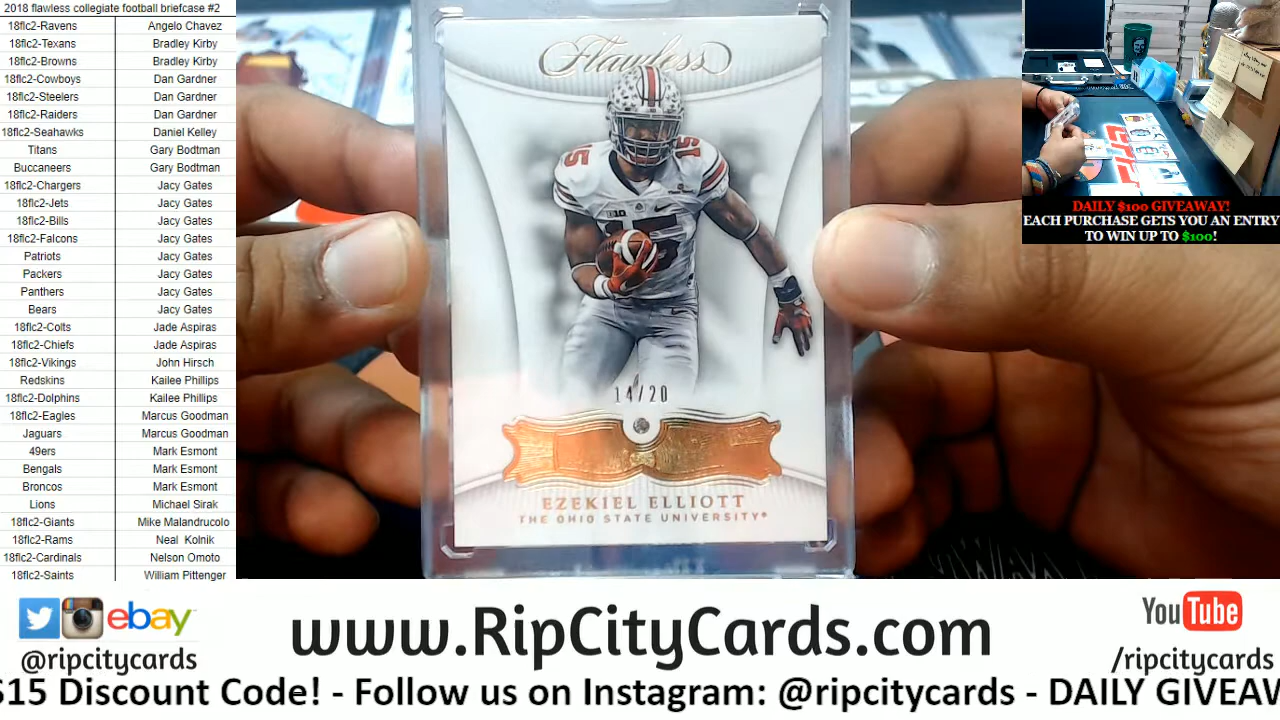 2018 flawless collegiate football briefcase #2
18flc2-Ravens Angelo Chavez
18flc2-Texans Bradley Kirby
18flc2-Browns Bradley Kirby
18flc2-Cowboys Dan Gardner
18flc2-Steelers Dan Gardner
18flc2-Raiders Dan Gardner
18flc2-Seahawks Daniel Kelley
Titans Gary Bodtman
Buccaneers Gary Bodtman
18flc2-Chargers Jacy Gates
18flc2-Jets Jacy Gates
18flc2-Bills Jacy Gates
18flc2-Falcons Jacy Gates
Patriots Jacy Gates
Packers Jacy Gates
Panthers Jacy Gates
Bears Jacy Gates
18flc2-Colts Jade Aspiras
18flc2-Chiefs Jade Aspiras
18flc2-Vikings John Hirsch
Redskins Kailee Phillips
18flc2-Dolphins Kailee Phillips
18flc2-Eagles Marcus Goodman
Jaguars Marcus Goodman
49ers Mark Esmont
Bengals Mark Esmont
Broncos Mark Esmont
Lions Michael Sirak
18flc2-Giants Mike Malandrucolo
18flc2-Rams Neal Kolnik
18flc2-Cardinals Nelson Omoto
18flc2-Saints William Pittenger
Flawless
15 15
B1G
15
14/20
EZEKIEL ELLIOTT
THE OHIO STATE UNIVERSITY®
DAILY $100 GIVEAWAY!
EACH PURCHASE GETS YOU AN ENTRY
TO WIN UP TO $100!
ebay
@ripcitycards
www.RipCityCards.com
YouTube
/ripcitycards
$15 Discount Code! - Follow us on Instagram: @ripcitycards - DAILY GIVEAW